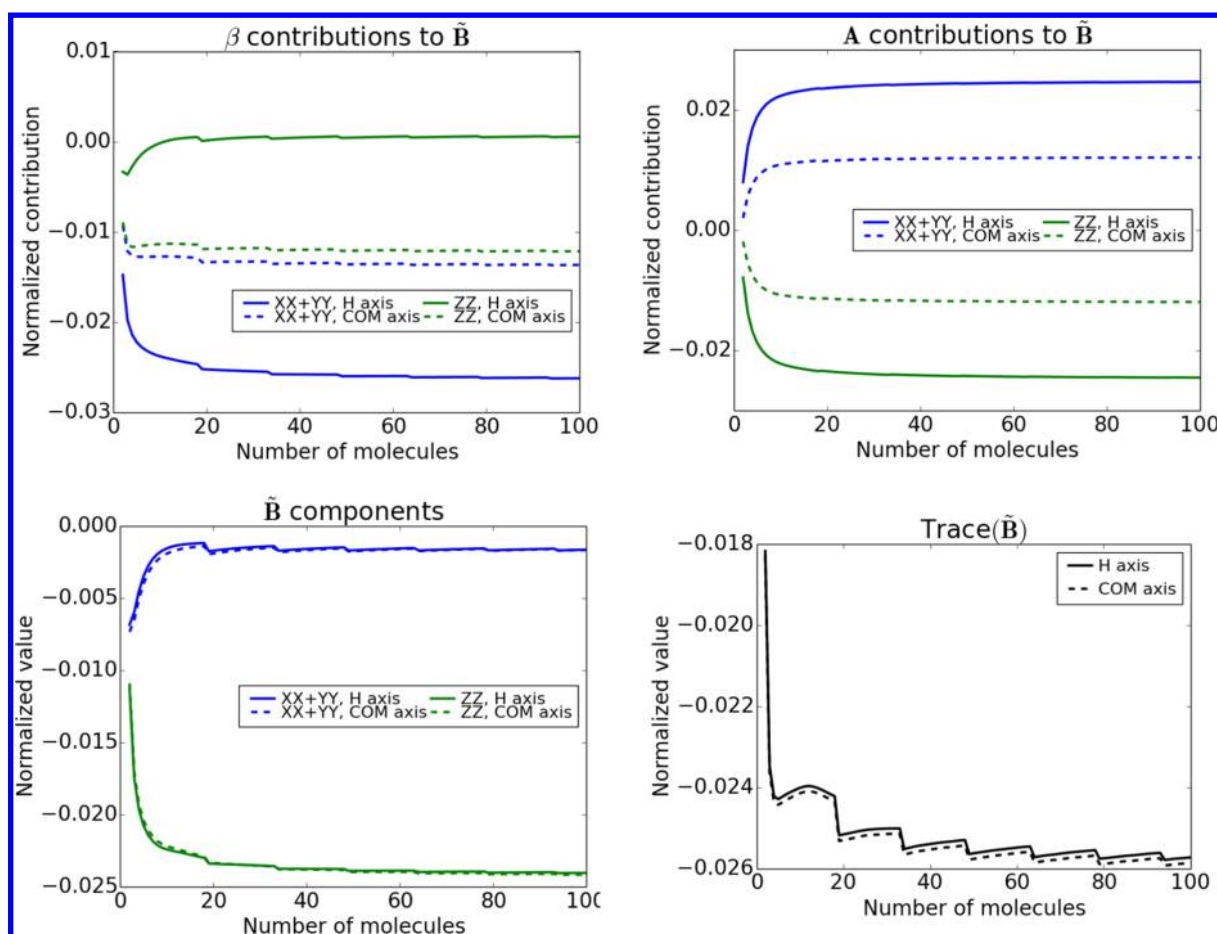 β contributions to B̃
Normalized contribution
0.01
0.00
−0.01
−0.02
−0.03
XX+YY, H axis
XX+YY, COM axis
ZZ, H axis
ZZ, COM axis
0 20 40 60 80 100
Number of molecules
A contributions to B̃
Normalized contribution
0.02
0.00
−0.02
XX+YY, H axis
XX+YY, COM axis
ZZ, H axis
ZZ, COM axis
0 20 40 60 80 100
Number of molecules
B̃ components
Normalized value
0.000
−0.005
−0.010
−0.015
−0.020
−0.025
XX+YY, H axis
XX+YY, COM axis
ZZ, H axis
ZZ, COM axis
0 20 40 60 80 100
Number of molecules
Trace(B̃)
Normalized value
−0.018
−0.020
−0.022
−0.024
−0.026
H axis
COM axis
0 20 40 60 80 100
Number of molecules